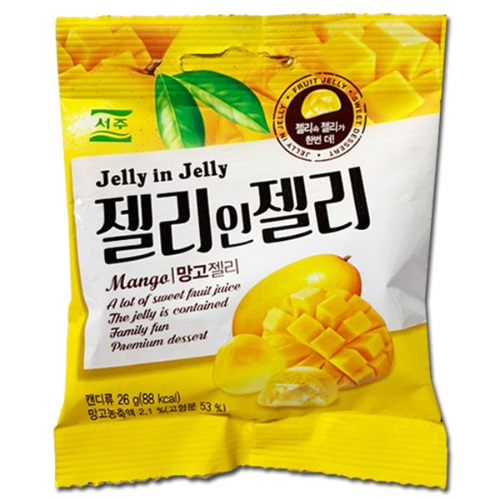 서주
FRUIT JELLY • SWEET DESSERT • JELLY IN JELLY
젤리속 젤리가
한번 더!
Jelly in Jelly
젤리인젤리
Mango|망고젤리
A lot of sweet fruit juice
The jelly is contained
Family fun
Premium dessert
캔디류 26 g(88 kcal)
망고농축액 2.1 %(고형분 53 %)